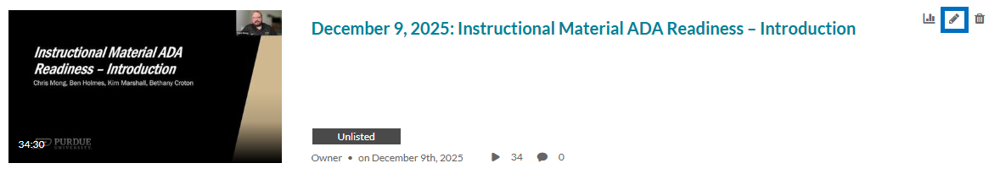 Instructional Material ADA
Readiness – Introduction
Chris Mong, Ben Holmes, Kim Marshall, Bethany Croton
34:30
PURDUE
UNIVERSITY
December 9, 2025: Instructional Material ADA Readiness – Introduction
Unlisted
Owner • on December 9th, 2025 34 0